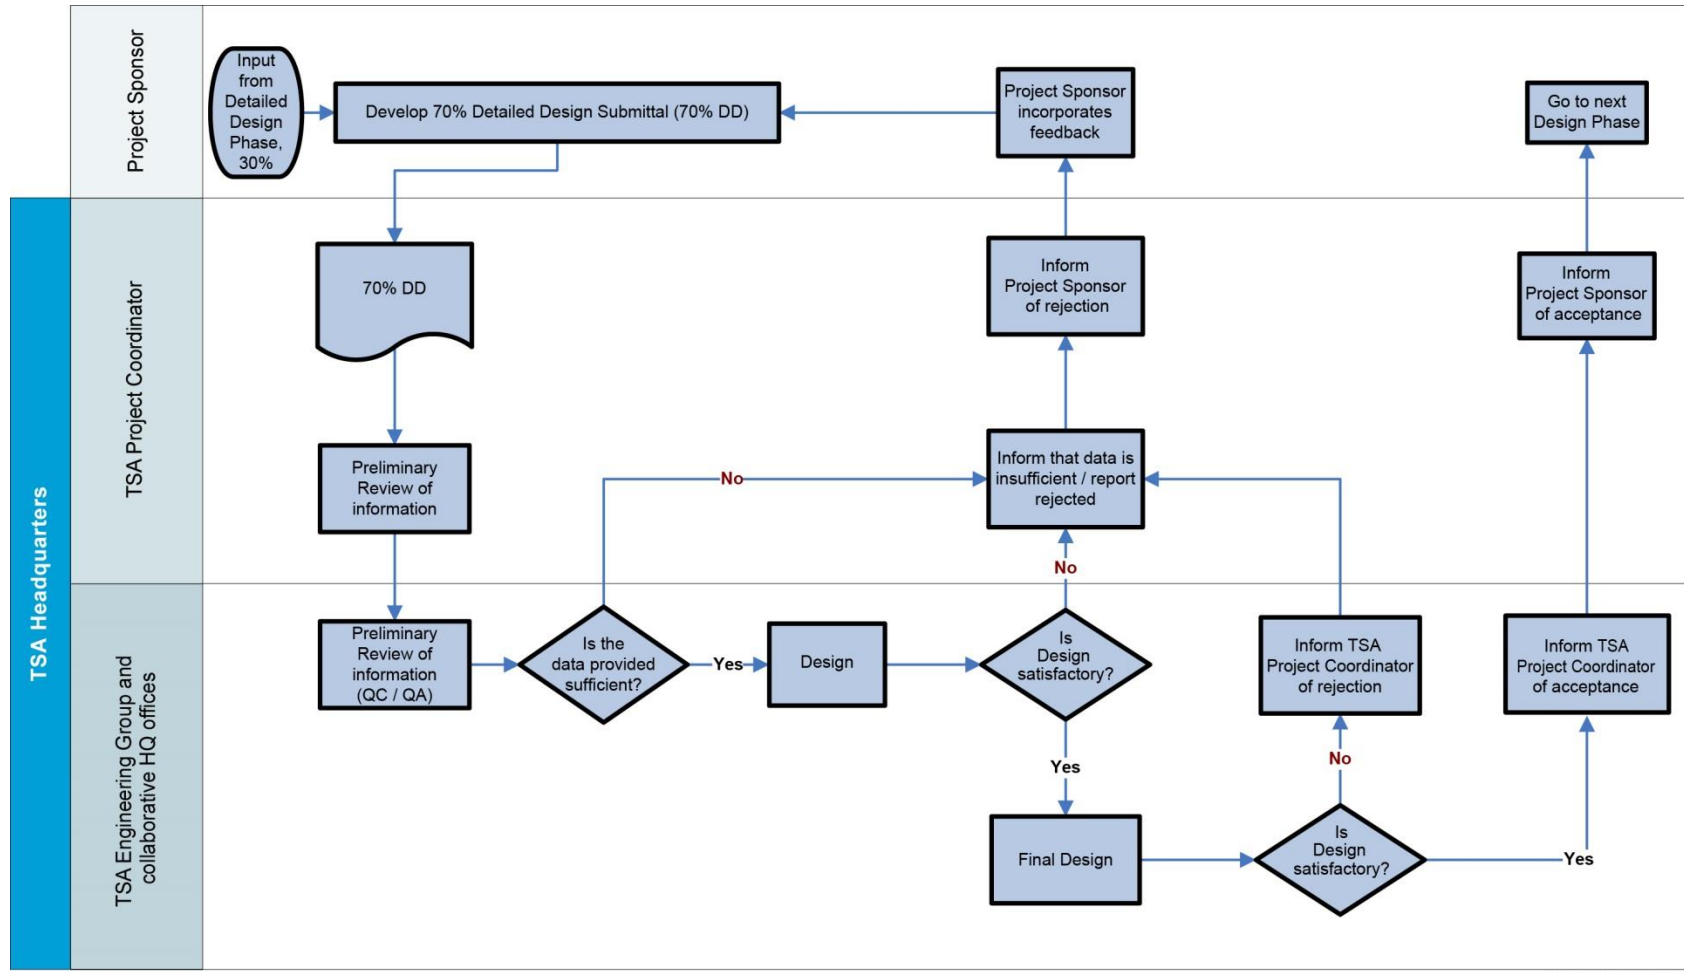 Project Sponsor
Input
from
Detailed
Design
Phase,
30%
Develop 70% Detailed Design Submittal (70% DD)
Project Sponsor
incorporates
feedback
Go to next
Design Phase
TSA Headquarters
TSA Project Coordinator
70% DD
Inform
Project Sponsor
of rejection
Inform
Project Sponsor
of acceptance
Preliminary
Review of
information
No
Inform that data is
insufficient / report
rejected
No
TSA Engineering Group and
collaborative HQ offices
Preliminary
Review of
information
(QC / QA)
Is the
data provided
sufficient?
Yes
Design
Is
Design
satisfactory?
Inform TSA
Project Coordinator
of rejection
Inform TSA
Project Coordinator
of acceptance
Yes
No
Final Design
Is
Design
satisfactory?
Yes